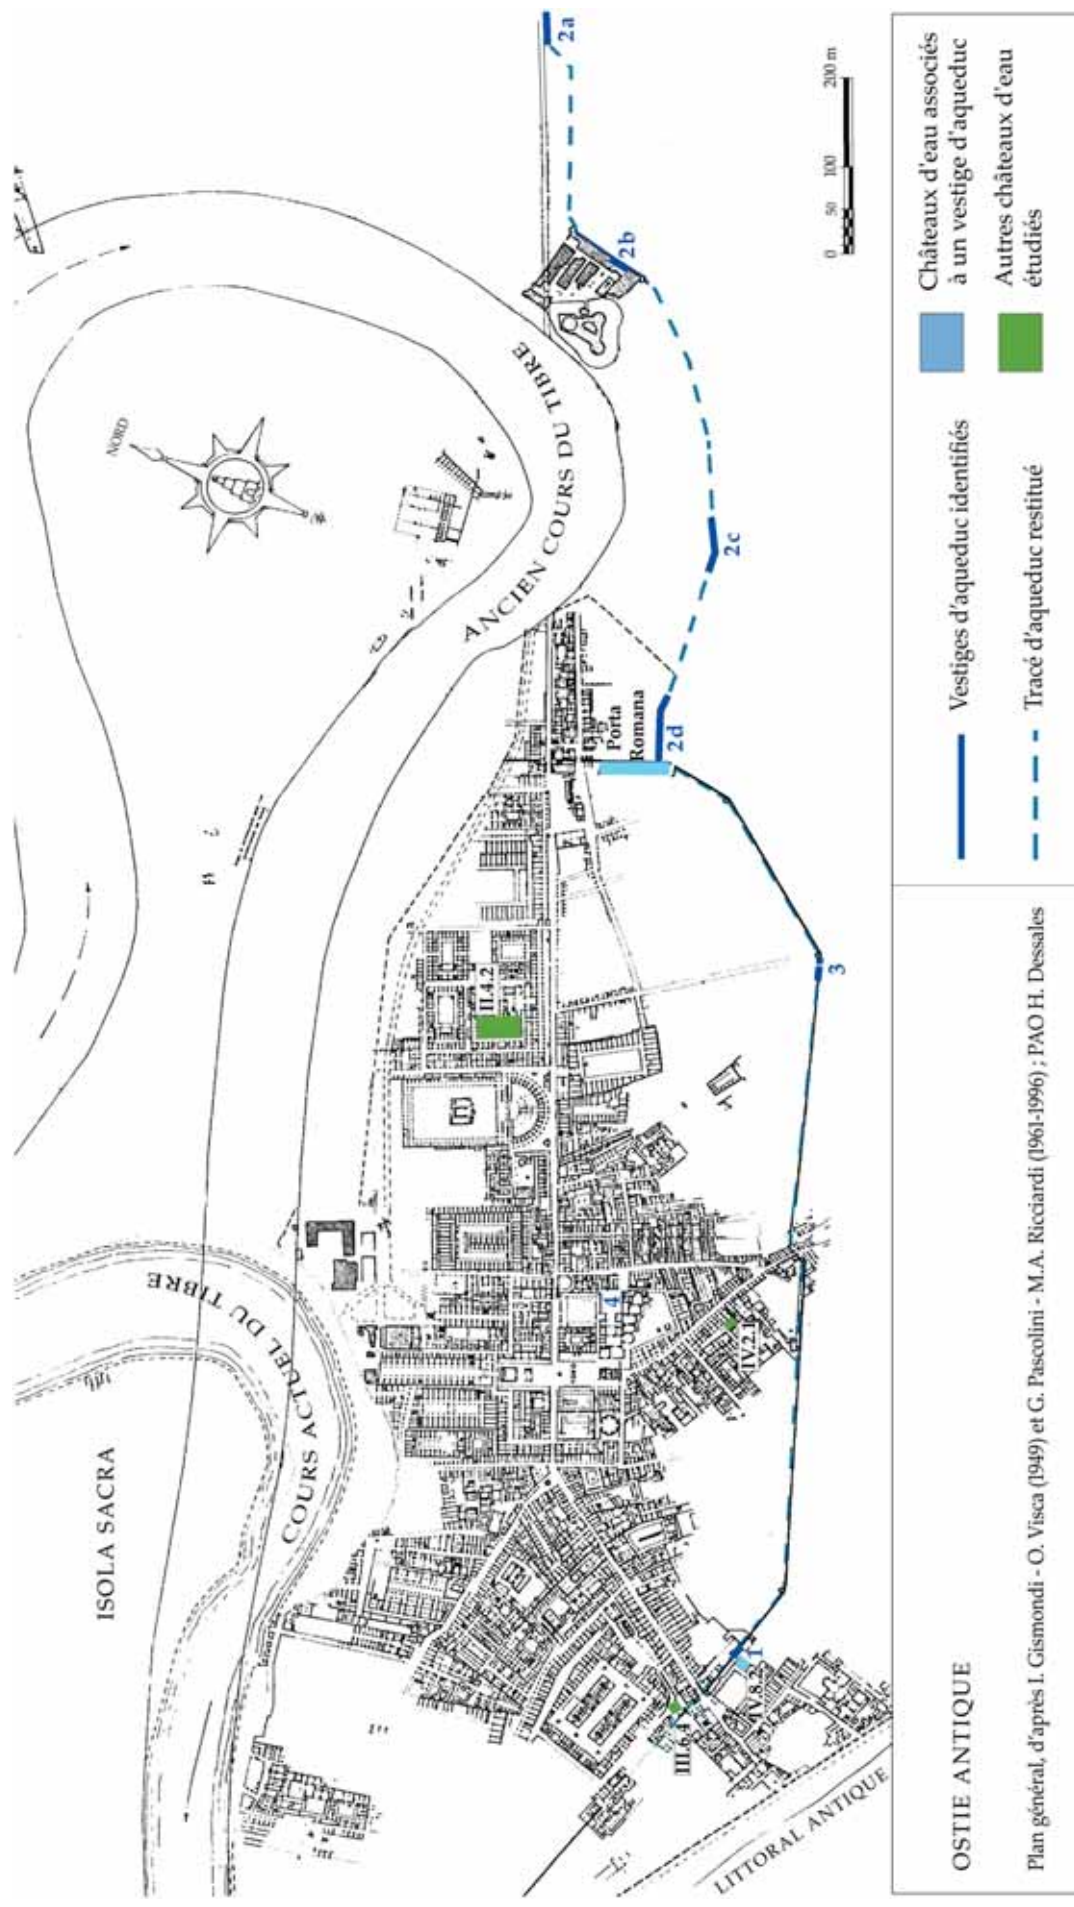 ISOLA SACRA
COURS ACTUEL DU TIBRE
NORD
ANCIEN COURS DU TIBRE
2a
2b
2c
2d
Porta
Romana
II.4.2
3
4
IV.2.1
1
IV.8.2
III.6.4
LITTORAL ANTIQUE
0 50 100 200 m
OSTIE ANTIQUE
Plan général, d'après I. Gismondi - O. Visca (1949) et G. Pascolini - M.A. Ricciardi (1961-1996) ; PAO H. Dessales
Vestiges d'aqueduc identifiés
Tracé d'aqueduc restitué
Châteaux d'eau associés
à un vestige d'aqueduc
Autres châteaux d'eau
étudiés